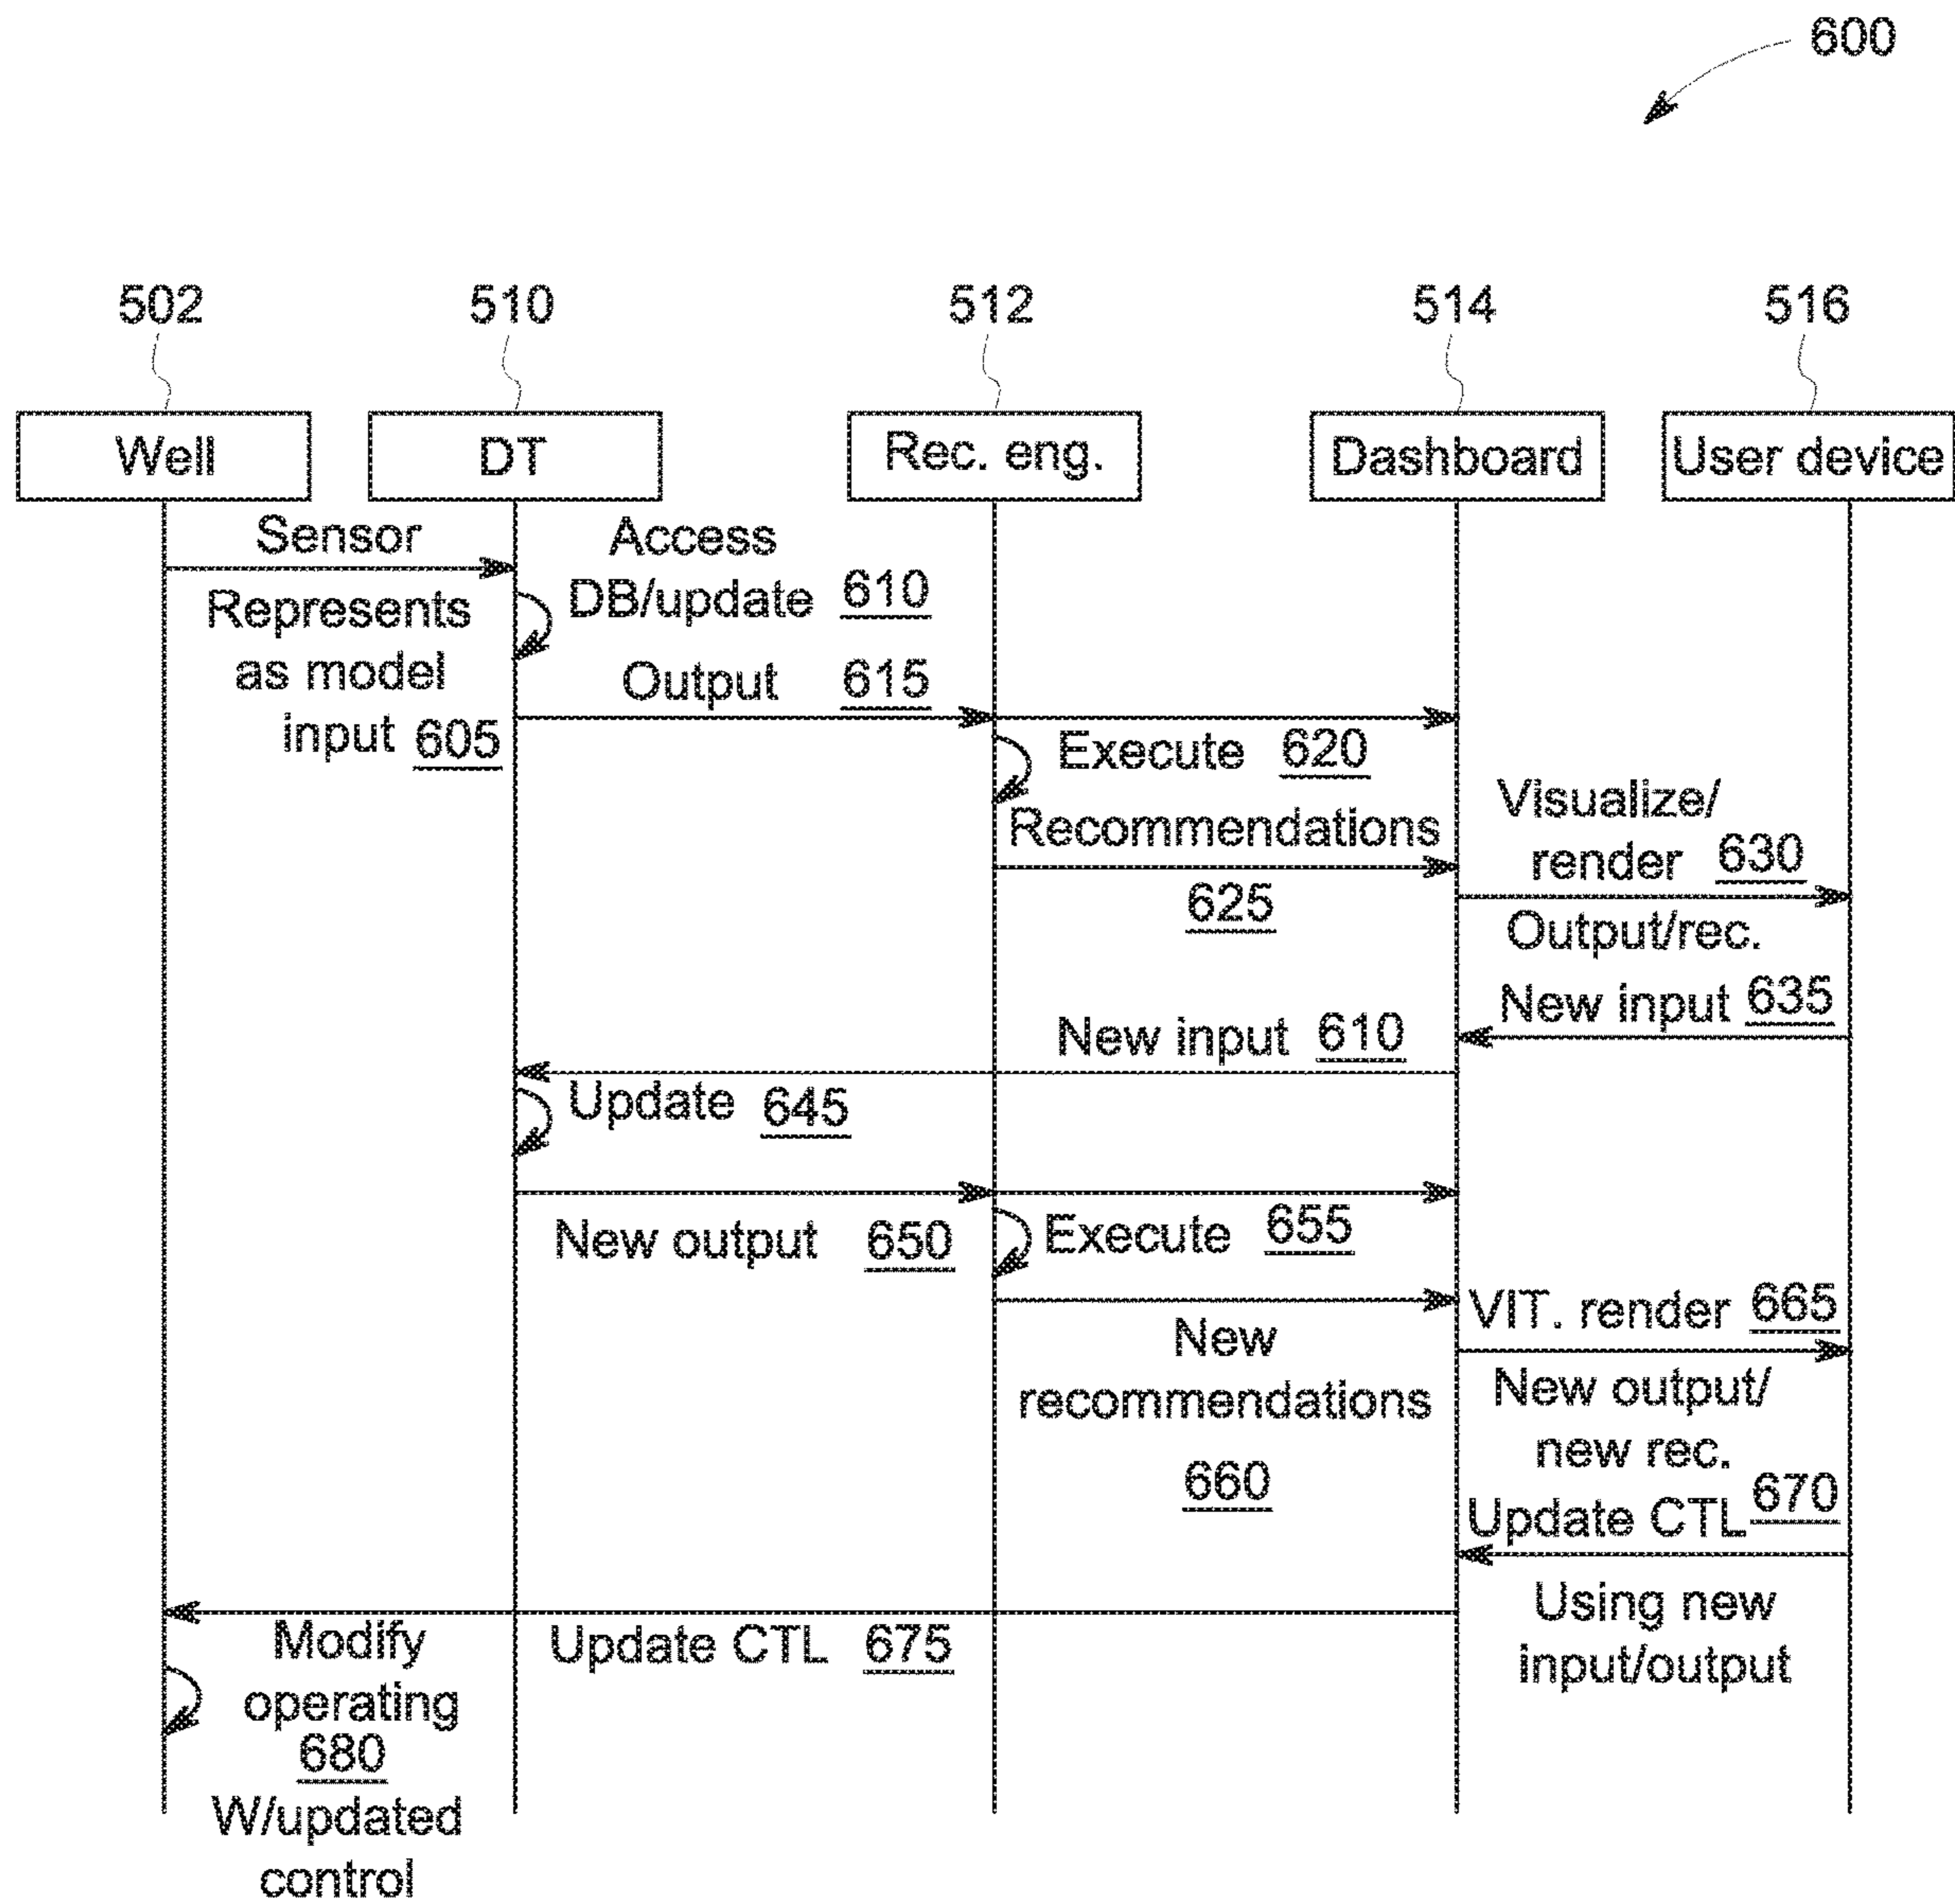 600
502
510
512
514
516
Well
DT
Rec. eng.
Dashboard
User device
Sensor
Represents
as model
input 605
Access
DB/update 610
Output 615
Execute 620
Recommendations
625
Visualize/
render 630
Output/rec.
New input 635
New input 610
Update 645
New output 650
Execute 655
New
recommendations
660
VIT. render 665
New output/
new rec.
Update CTL 670
Using new
input/output
Update CTL 675
Modify
operating
680
W/updated
control